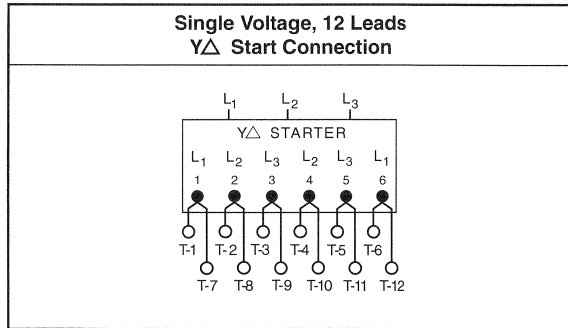 Single Voltage, 12 Leads
Y△ Start Connection
L1 L2 L3
Y△ STARTER
L1 L2 L3 L2 L3 L1
1 2 3 4 5 6
T-1 T-2 T-3 T-4 T-5 T-6
T-7 T-8 T-9 T-10 T-11 T-12